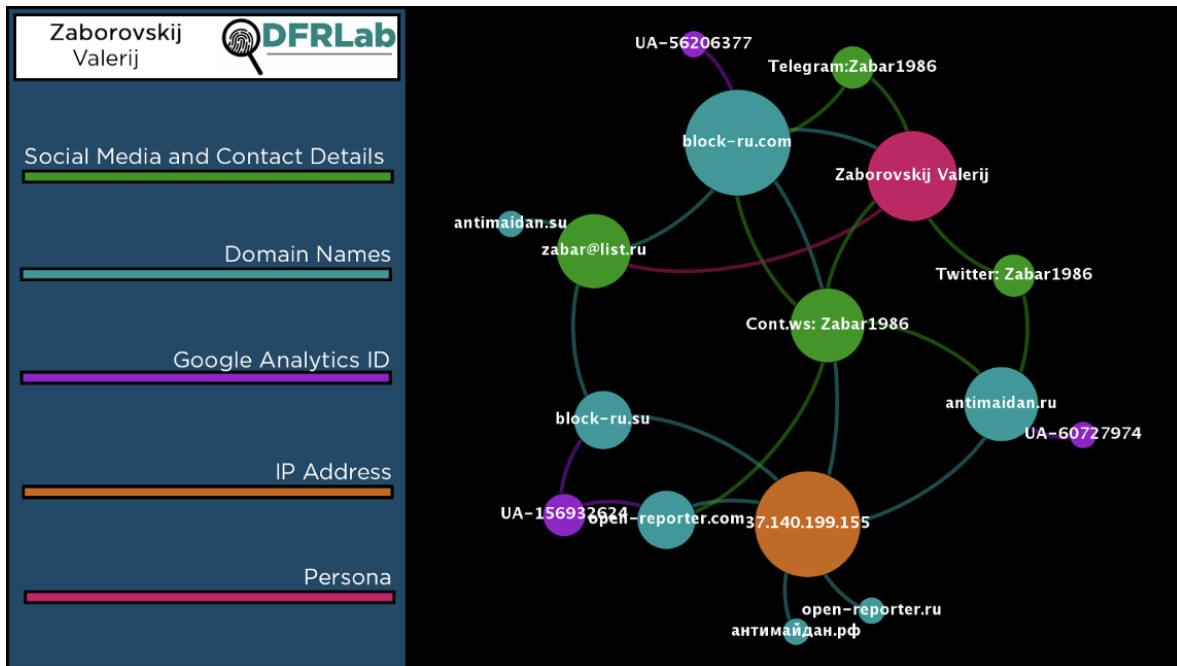 Zaborovskij
Valerij
DFRLab
Social Media and Contact Details
Domain Names
Google Analytics ID
IP Address
Persona
UA-56206377
Telegram:Zabar1986
block-ru.com
Zaborovskij Valerij
antimaidan.su
zabar@list.ru
Twitter: Zabar1986
Cont.ws: Zabar1986
antimaidan.ru
block-ru.su
UA-60727974
UA-156932624
open-reporter.com
37.140.199.155
open-reporter.ru
антимайдан.рф